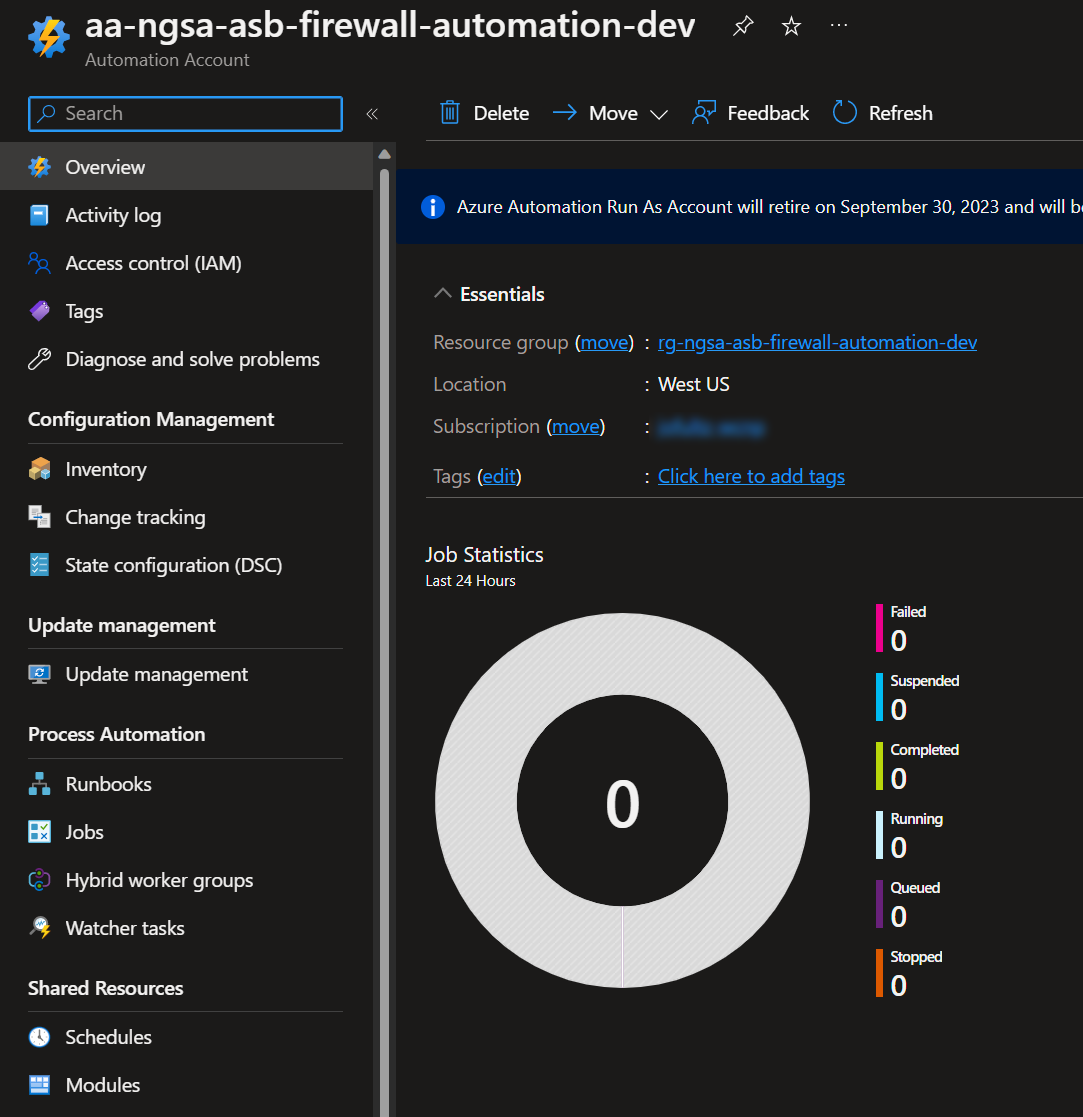 aa-ngsa-asb-firewall-automation-dev
Automation Account
Search
Delete
Move
Feedback
Refresh
Overview
Activity log
Access control (IAM)
Tags
Diagnose and solve problems
Configuration Management
Inventory
Change tracking
State configuration (DSC)
Update management
Update management
Process Automation
Runbooks
Jobs
Hybrid worker groups
Watcher tasks
Shared Resources
Schedules
Modules
Azure Automation Run As Account will retire on September 30, 2023 and will
Essentials
Resource group (move) : rg-ngsa-asb-firewall-automation-dev
Location : West US
Subscription (move) :
Tags (edit) : Click here to add tags
Job Statistics
Last 24 Hours
0
Failed
0
Suspended
0
Completed
0
Running
0
Queued
0
Stopped
0